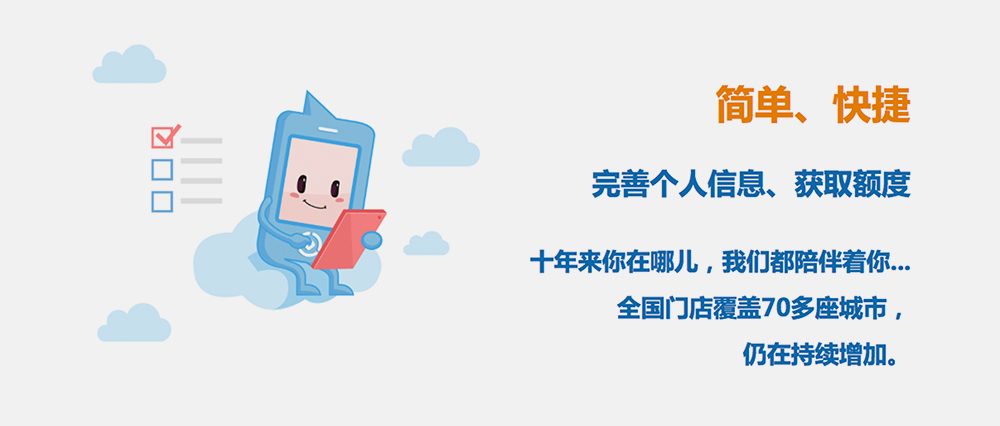 简单、快捷
完善个人信息、获取额度
十年来你在哪儿，我们都陪伴着你...
全国门店覆盖70多座城市，
仍在持续增加。